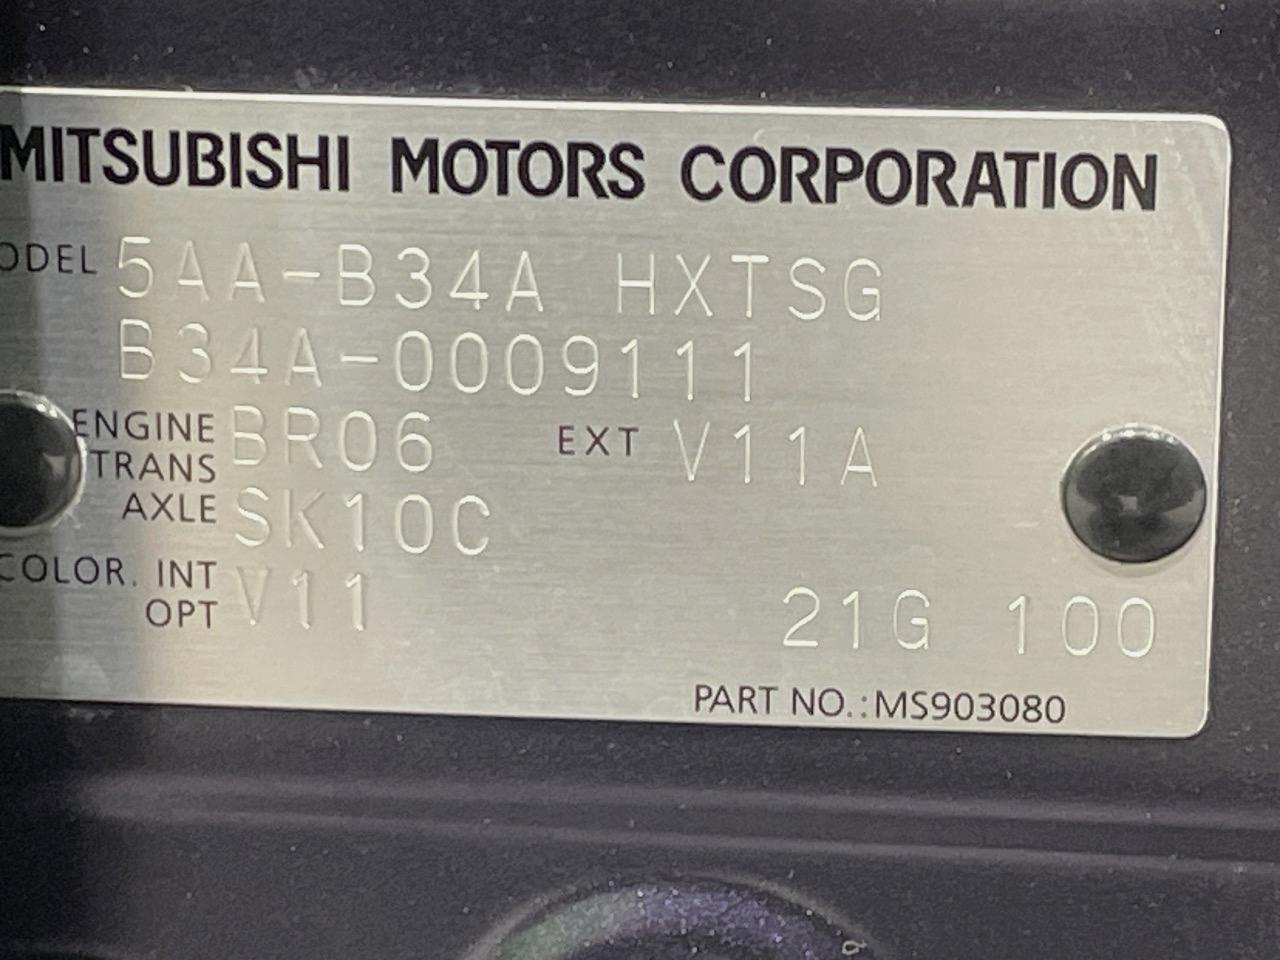 MITSUBISHI MOTORS CORPORATION
ODEL 5AA-B34A HXTSG
B34A-0009111
ENGINE BR06 EXT V11A
TRANS
AXLE SK10C
COLOR. INT V11
OPT
21G 100
PART NO.:MS903080